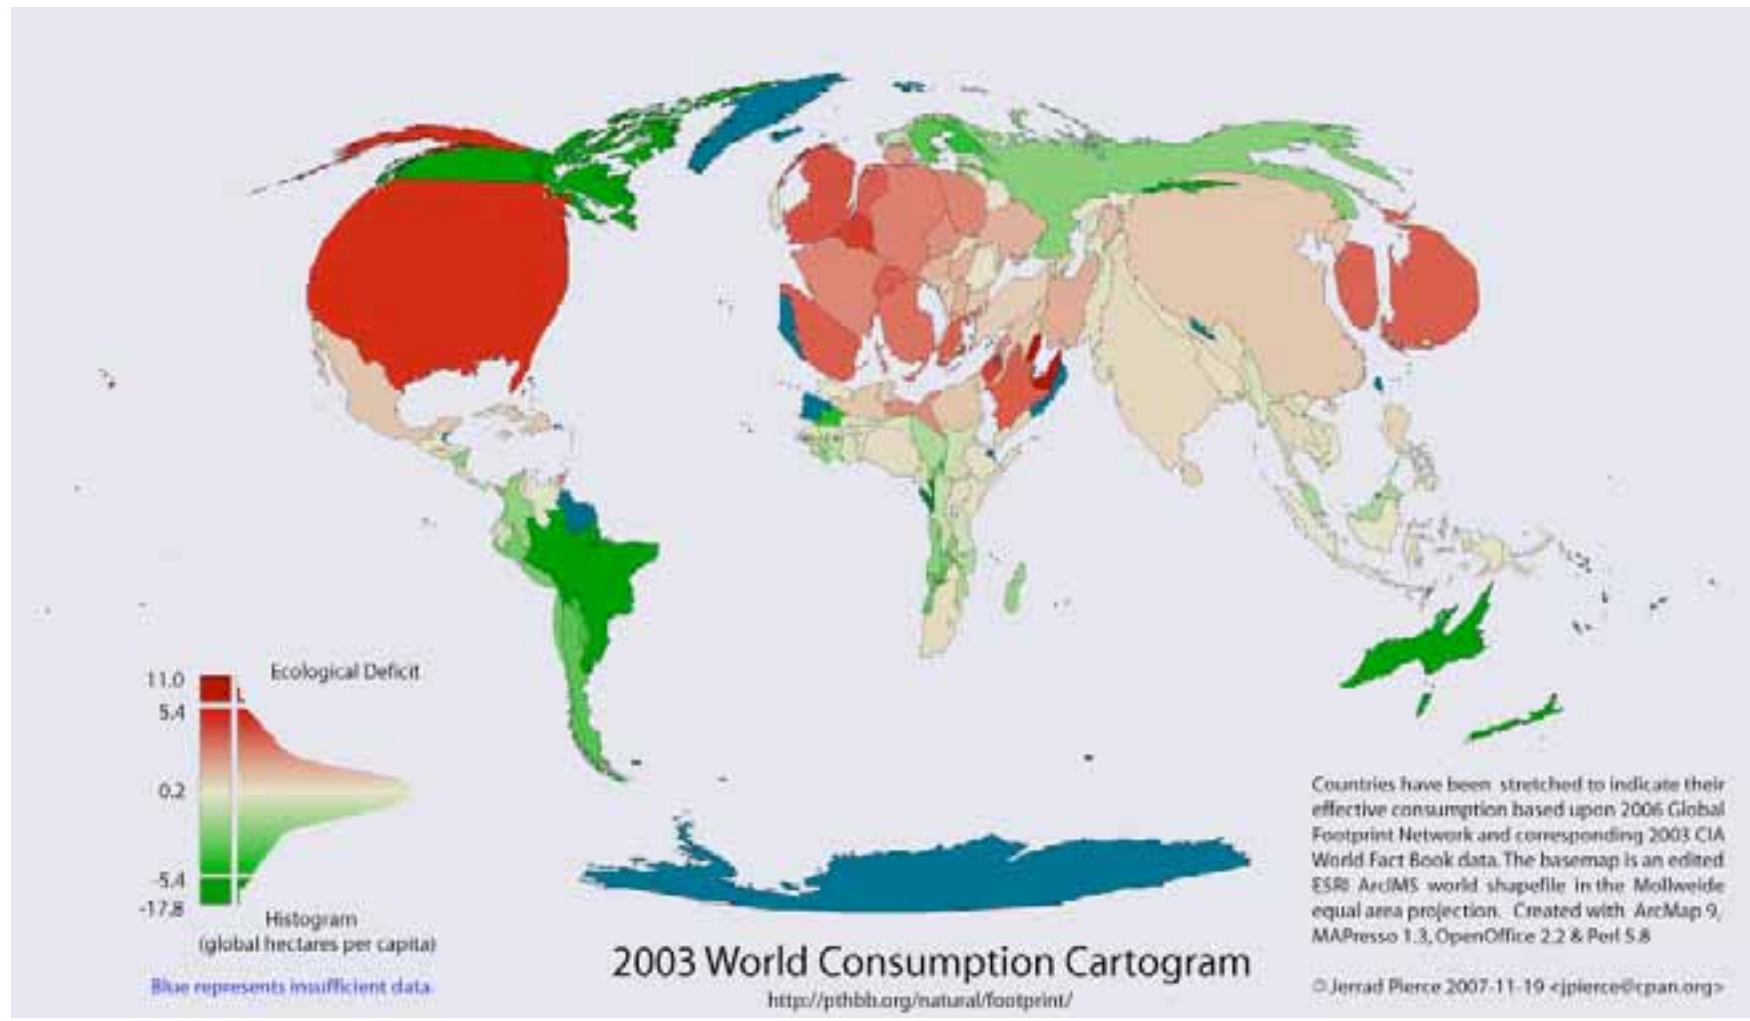 Ecological Deficit
11.0
5.4
0.2
-5.4
-17.8
Histogram
(global hectares per capita)
Blue represents insufficient data.
2003 World Consumption Cartogram
http://pthbb.org/natural/footprint/
Countries have been stretched to indicate their
effective consumption based upon 2006 Global
Footprint Network and corresponding 2003 CIA
World Fact Book data. The basemap is an edited
ESRI ArcIMS world shapefile in the Mollweide
equal area projection. Created with ArcMap 9,
MAPresso 1.3, OpenOffice 2.2 & Perl 5.8
© Jerrad Pierce 2007-11-19 <jpierce@cpan.org>